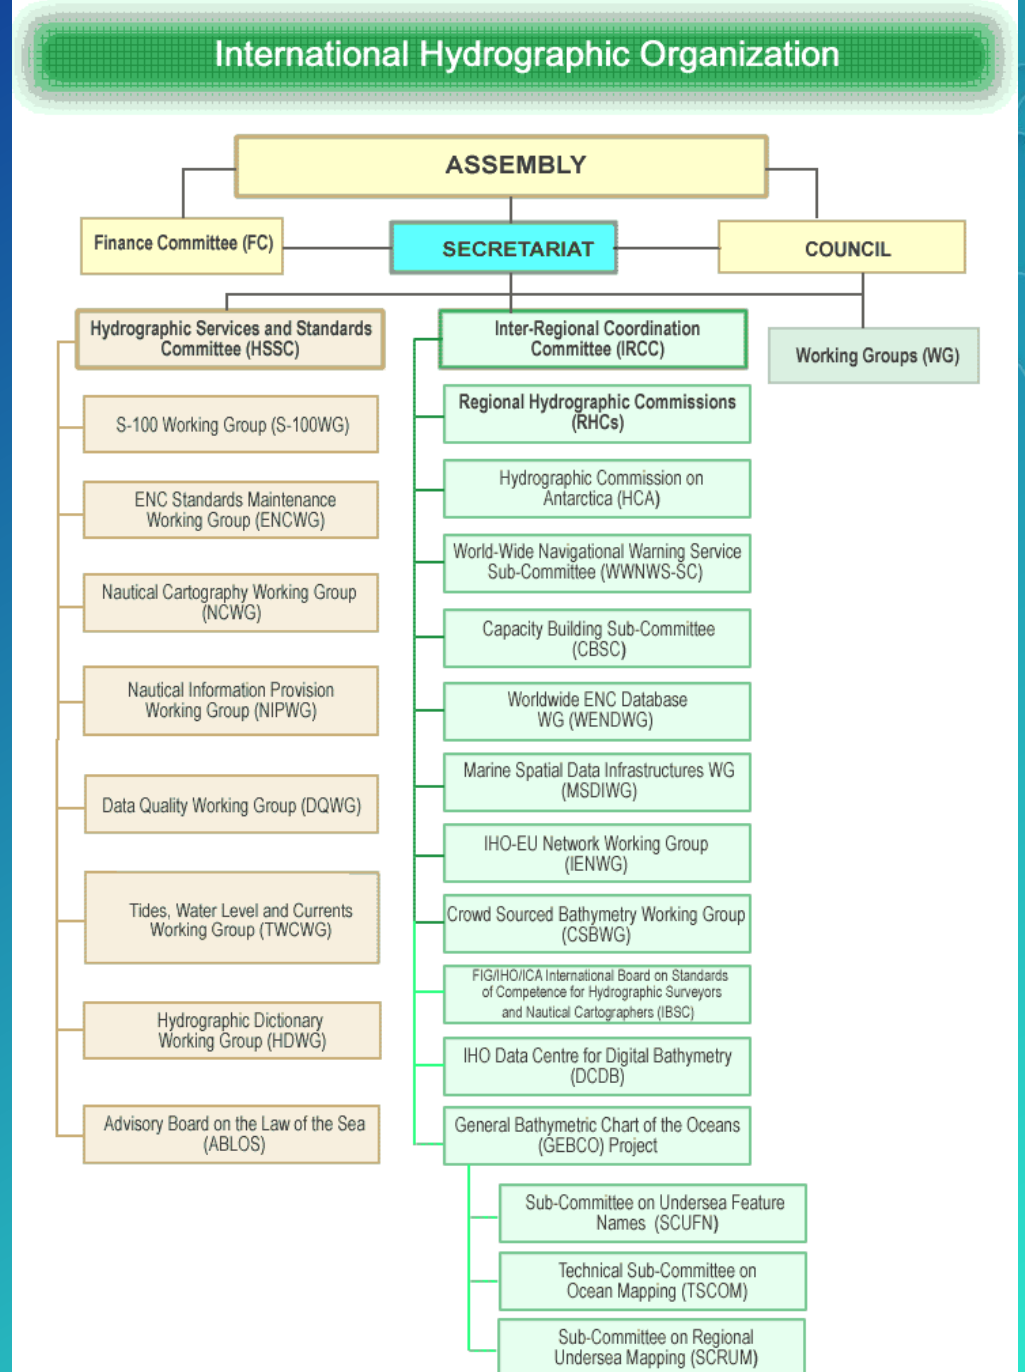 International Hydrographic Organization
ASSEMBLY
Finance Committee (FC)
SECRETARIAT
COUNCIL
Hydrographic Services and Standards
Committee (HSSC)
S-100 Working Group (S-100WG)
ENC Standards Maintenance
Working Group (ENCWG)
Nautical Cartography Working Group
(NCWG)
Nautical Information Provision
Working Group (NIPWG)
Data Quality Working Group (DQWG)
Tides, Water Level and Currents
Working Group (TWCWG)
Hydrographic Dictionary
Working Group (HDWG)
Advisory Board on the Law of the Sea
(ABLOS)
Inter-Regional Coordination
Committee (IRCC)
Regional Hydrographic Commissions
(RHCs)
Hydrographic Commission on
Antarctica (HCA)
World-Wide Navigational Warning Service
Sub-Committee (WWNWS-SC)
Capacity Building Sub-Committee
(CBSC)
Worldwide ENC Database
WG (WENDWG)
Marine Spatial Data Infrastructures WG
(MSDIWG)
IHO-EU Network Working Group
(IENWG)
Crowd Sourced Bathymetry Working Group
(CSBWG)
FIG/IHO/ICA International Board on Standards
of Competence for Hydrographic Surveyors
and Nautical Cartographers (IBSC)
IHO Data Centre for Digital Bathymetry
(DCDB)
General Bathymetric Chart of the Oceans
(GEBCO) Project
Sub-Committee on Undersea Feature
Names (SCUFN)
Technical Sub-Committee on
Ocean Mapping (TSCOM)
Sub-Committee on Regional
Undersea Mapping (SCRUM)
Working Groups (WG)